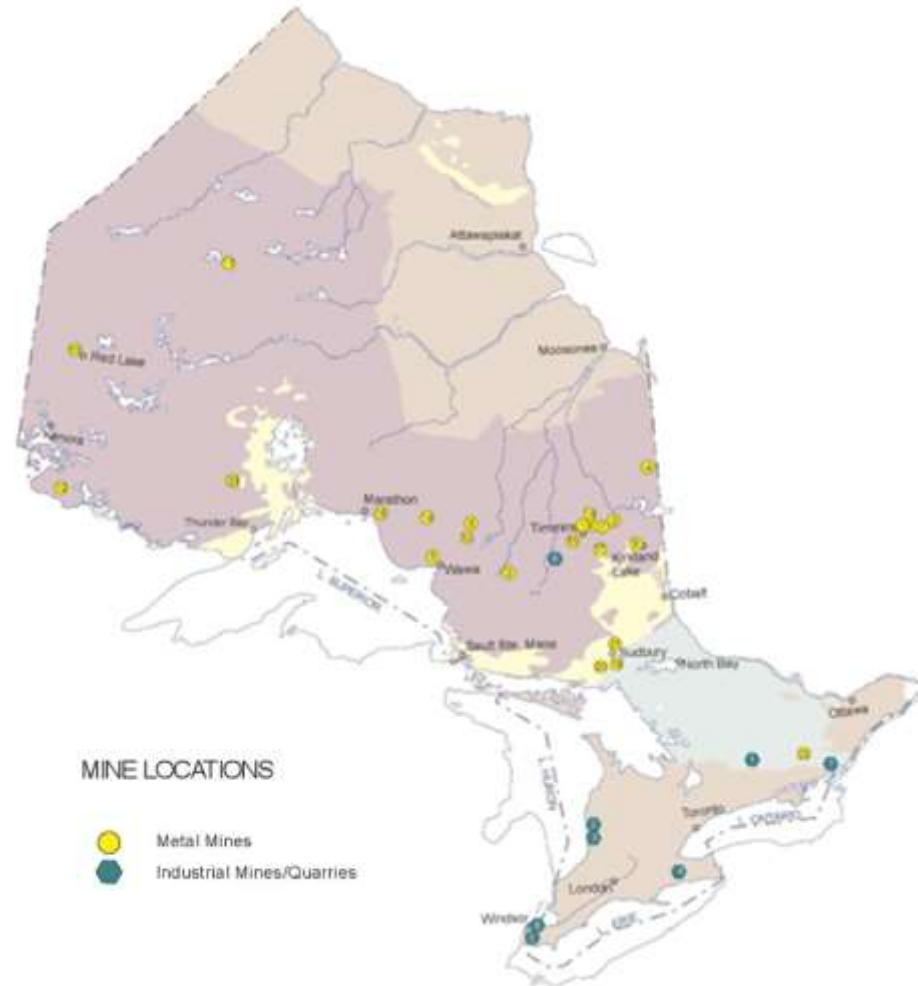 Attawapiskat
Moosonee
Red Lake
Kenora
Marathon
Thunder Bay
Timmins
Kirkland
Lake
Wawa
Cobalt
L. SUPERIOR
Sault Ste. Marie
Sudbury
North Bay
Ottawa
L. HURON
MINE LOCATIONS
Toronto
L. ONTARIO
Metal Mines
Industrial Mines/Quarries
London
Windsor
L. ERIE